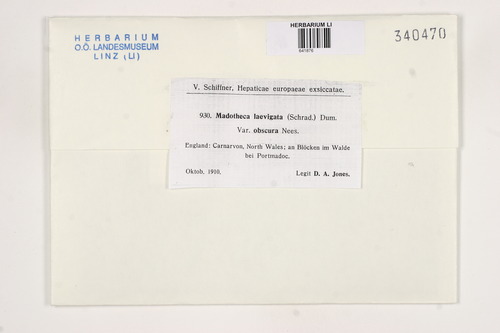 HERBARIUM
O.Ö. LANDESMUSEUM
LINZ (LI)
HERBARIUM LI
340470
V. Schiffner, Hepaticae europaeae exsiccatae.
930. Madotheca laevigata (Schrad.) Dum.
Var. obscura Nees.
England: Carnarvon, North Wales; an Blöcken im Walde
bei Portmadoc.
Oktob. 1910.
Legit D. A. Jones.